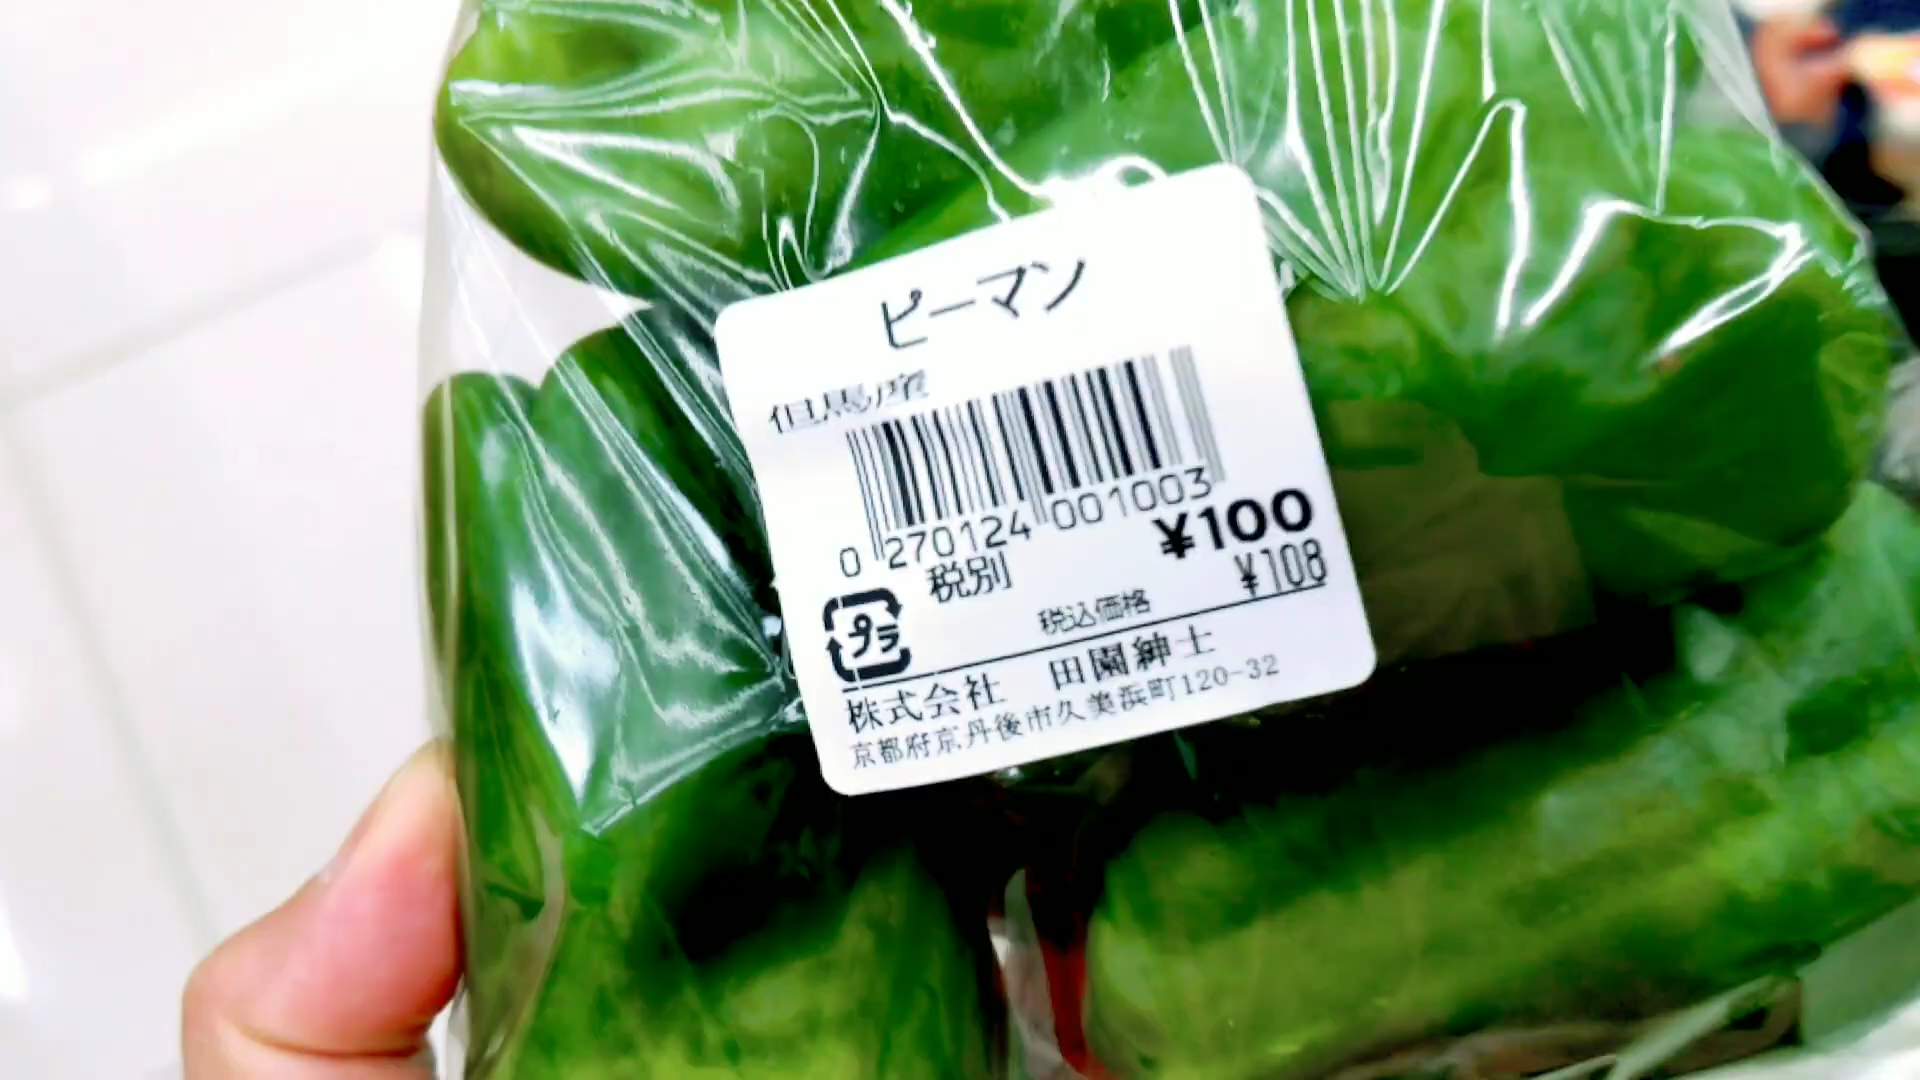 ピーマン
但馬産
0 270124 001003
税別 ¥100
税込価格 ¥108
プラ
株式会社 田園紳士
京都府京丹後市久美浜町120-32